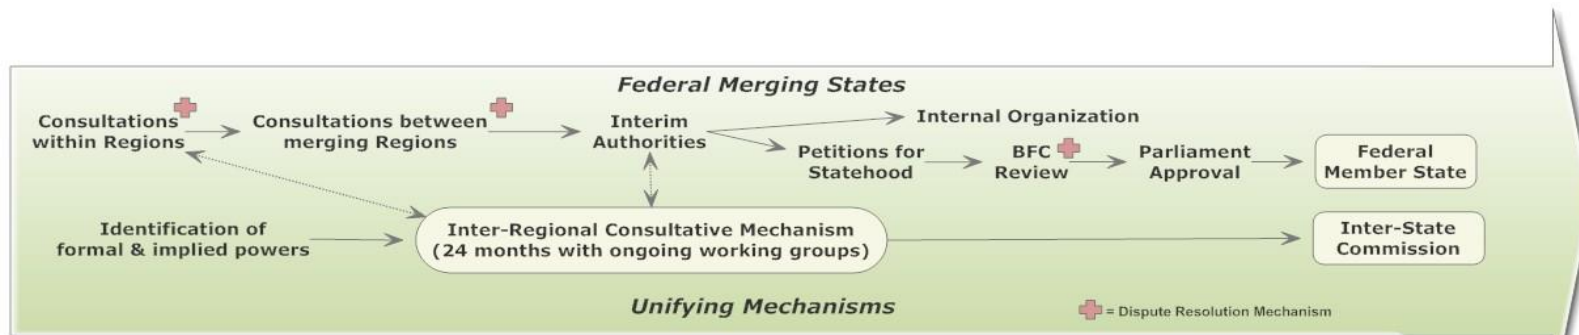 Federal Merging States
Consultations
within Regions
Consultations between
merging Regions
Interim
Authorities
Internal Organization
Petitions for
Statehood
BFC
Review
Parliament
Approval
Federal
Member State
Identification of
formal & implied powers
Inter-Regional Consultative Mechanism
(24 months with ongoing working groups)
Inter-State
Commission
Unifying Mechanisms
= Dispute Resolution Mechanism